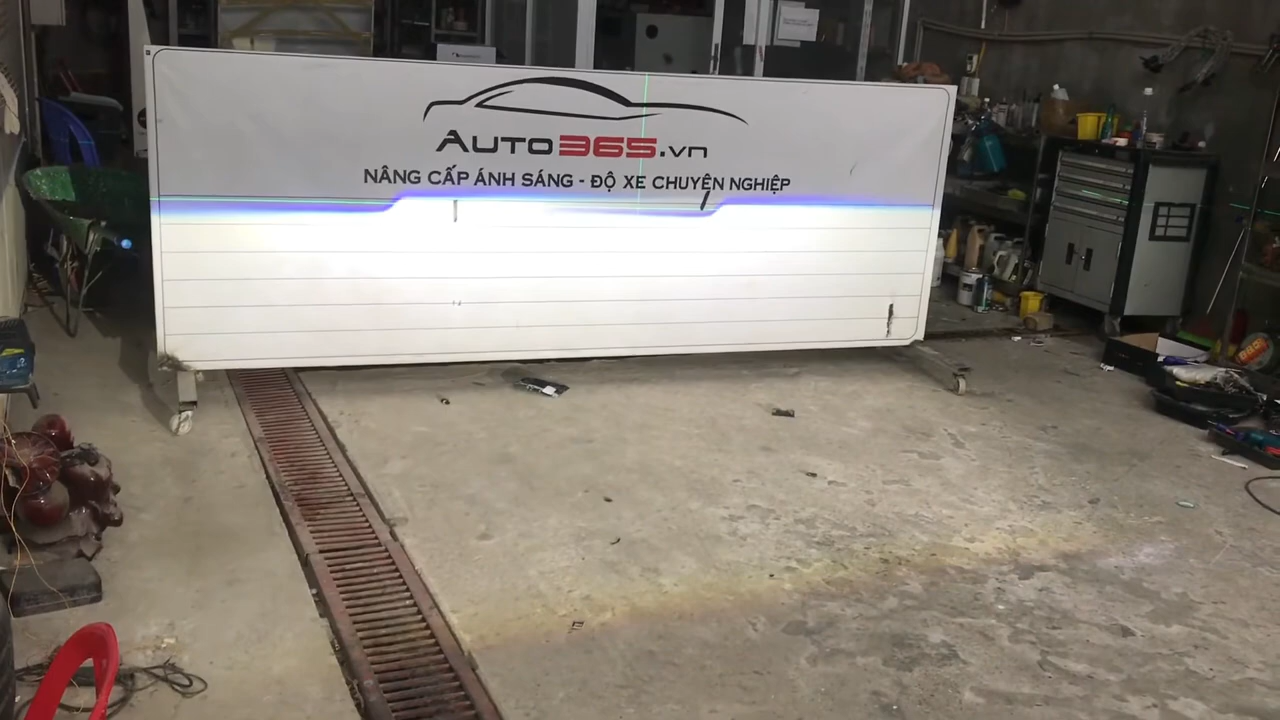 AUTO365.vn
NÂNG CẤP ÁNH SÁNG - ĐỘ XE CHUYÊN NGHIỆP